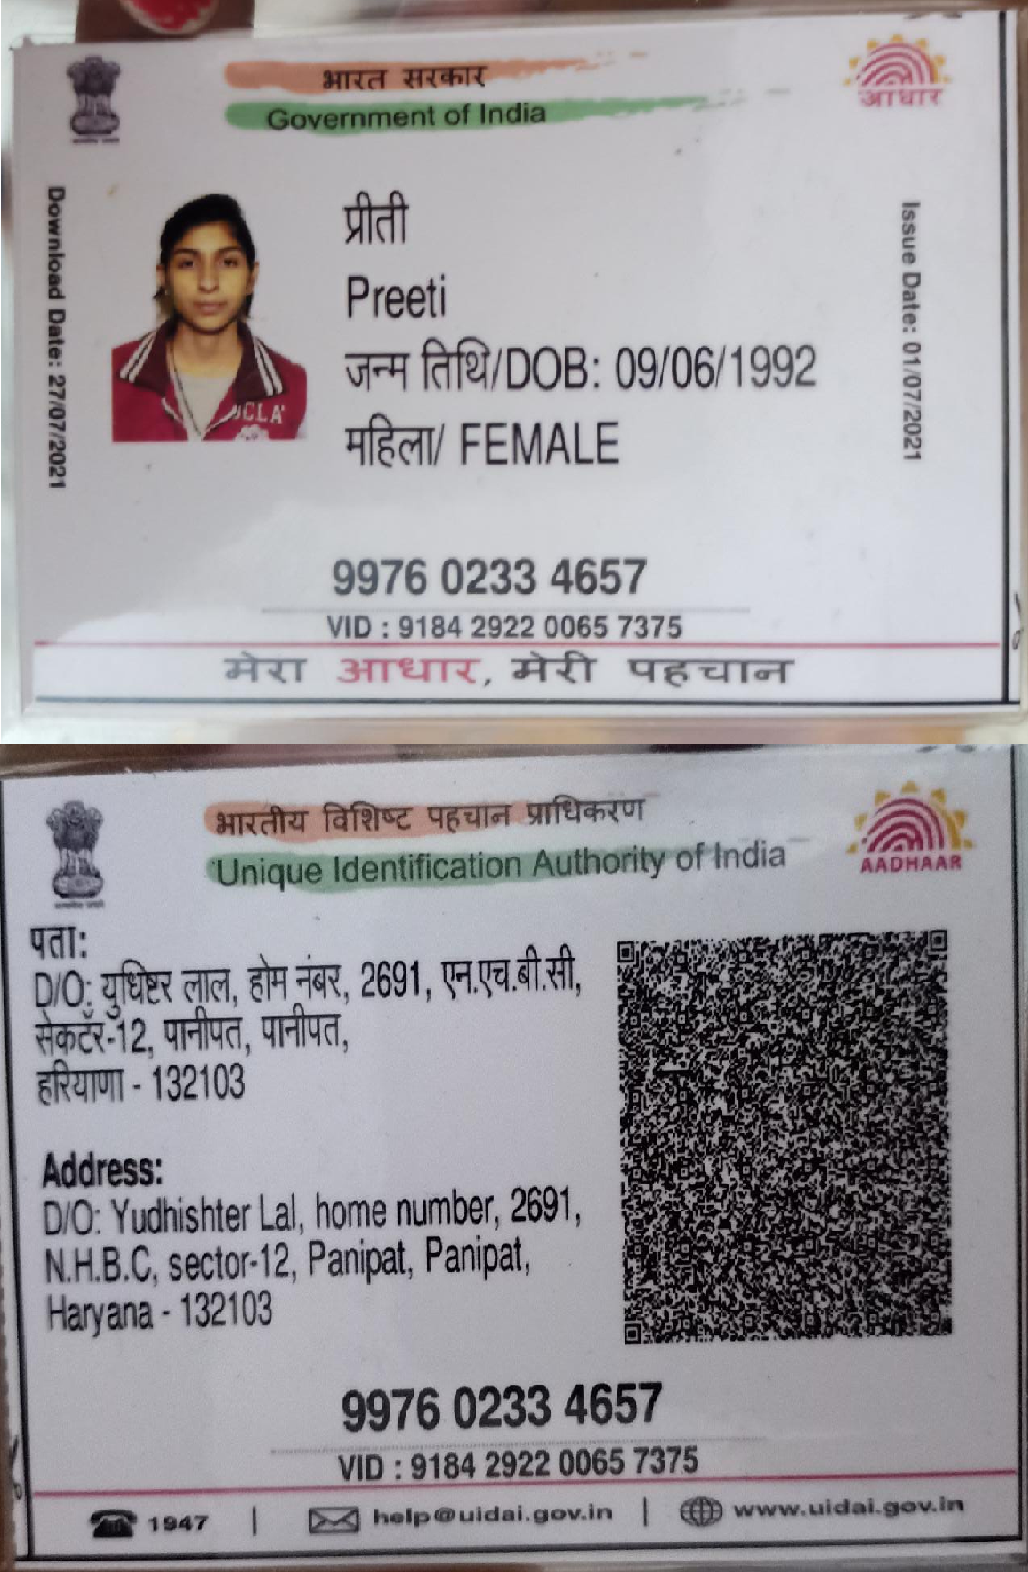 भारत सरकार
Government of India
आधार
Download Date: 27/07/2021
Issue Date: 01/07/2021
प्रीती
Preeti
जन्म तिथि/DOB: 09/06/1992
महिला/ FEMALE
CLA
9976 0233 4657
VID : 9184 2922 0065 7375
मेरा आधार, मेरी पहचान
भारतीय विशिष्ट पहचान प्राधिकरण
Unique Identification Authority of India
AADHAAR
पता:
D/O: युधिष्टर लाल, होम नंबर, 2691, एन.एच.बी.सी,
सेकटॅर-12, पानीपत, पानीपत,
हरियाणा - 132103
Address:
D/O: Yudhishter Lal, home number, 2691,
N.H.B.C, sector-12, Panipat, Panipat,
Haryana - 132103
9976 0233 4657
VID : 9184 2922 0065 7375
1947 | help@uidai.gov.in | www.uidai.gov.in